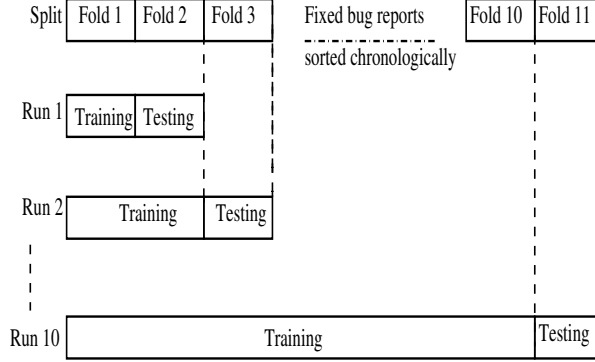 Split Fold 1 Fold 2 Fold 3 Fixed bug reports Fold 10 Fold 11
sorted chronologically
Run 1 Training Testing
Run 2 Training Testing
Run 10 Training Testing